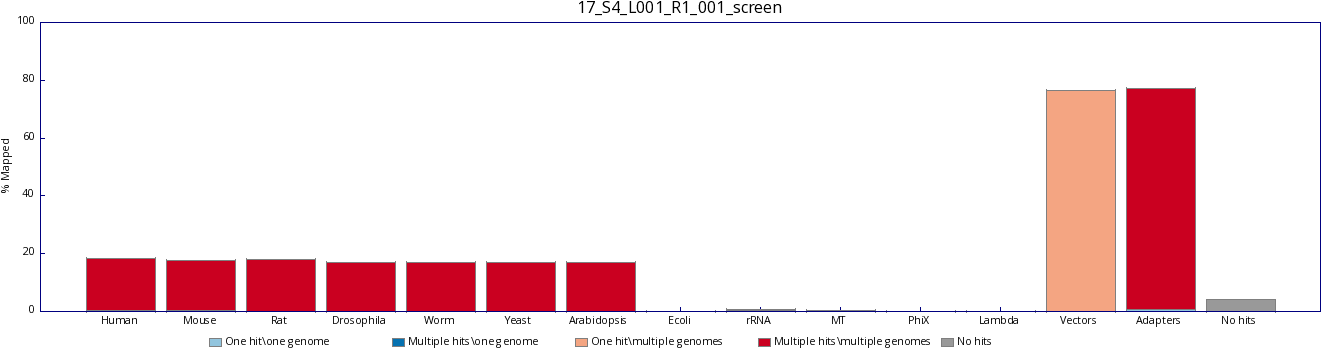 17_S4_L001_R1_001_screen
100
80
60
40
20
0
% Mapped
Human Mouse Rat Drosophila Worm Yeast Arabidopsis Ecoli rRNA MT PhiX Lambda Vectors Adapters No hits
One hit\one genome Multiple hits\one genome One hit\multiple genomes Multiple hits\multiple genomes No hits